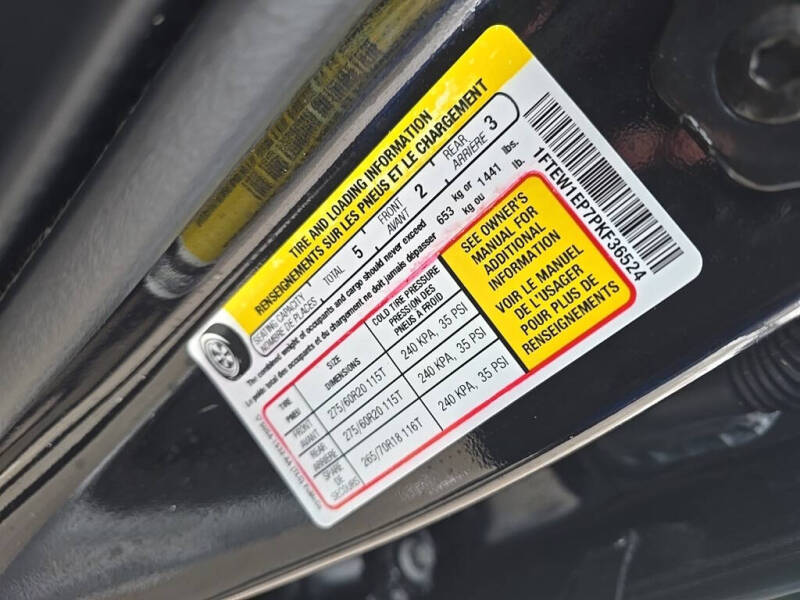 TIRE AND LOADING INFORMATION
RENSEIGNEMENTS SUR LES PNEUS ET LE CHARGEMENT
SEATING CAPACITY TOTAL 5 FRONT 2 REAR 3
NOMBRE DE PLACES AVANT ARRIÈRE
The combined weight of occupants and cargo should never exceed 653 kg or 1441 lbs.
Le poids total des occupants et du chargement ne doit jamais dépasser kg ou lb.
TIRE SIZE COLD TIRE PRESSURE
PNEU DIMENSIONS PRESSION DES PNEUS À FROID
FRONT AVANT 275/60R20 115T 240 KPA, 35 PSI
REAR ARRIÈRE 275/60R20 115T 240 KPA, 35 PSI
SPARE DE SECOURS 265/70R18 116T 240 KPA, 35 PSI
SEE OWNER'S
MANUAL FOR
ADDITIONAL
INFORMATION
VOIR LE MANUEL
DE L'USAGER
POUR PLUS DE
RENSEIGNEMENTS
1FTEW1EP7PKF36524